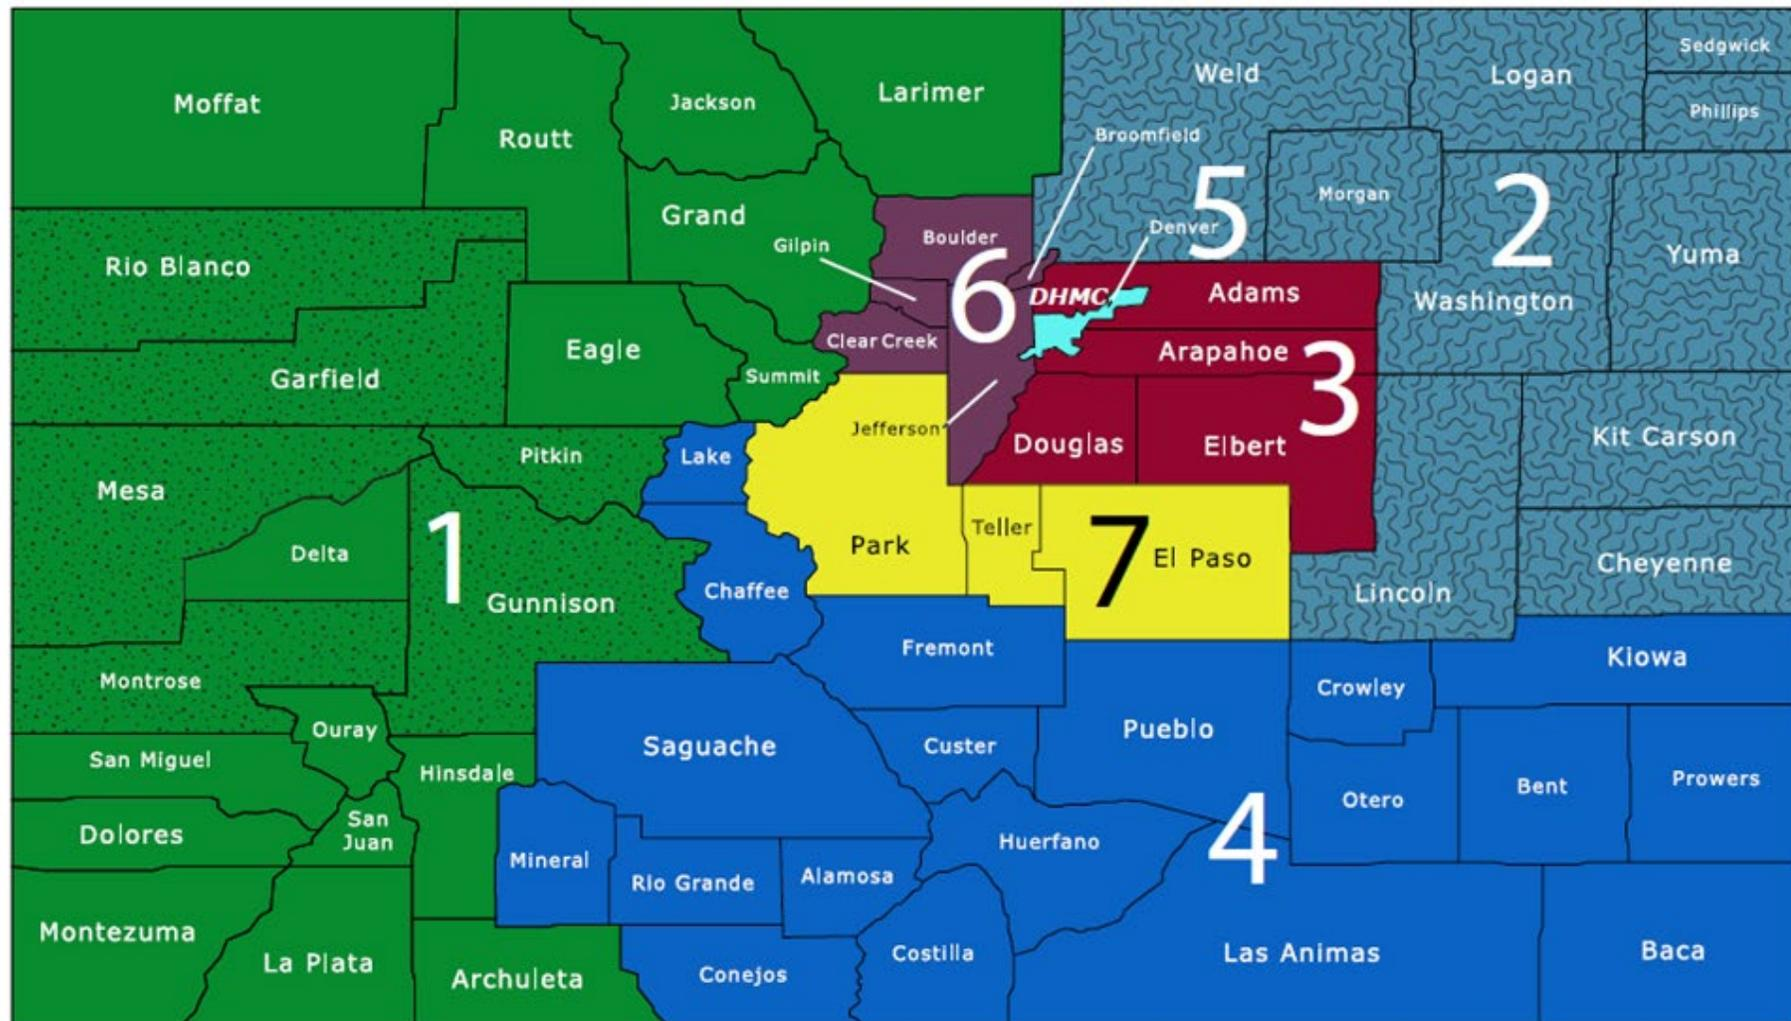 Sedgwick
Moffat
Jackson
Larimer
Weld
Logan
Phillips
Routt
Broomfield
Morgan
Grand
Gilpin
Boulder
Denver
5
2
Yuma
Rio Blanco
6
DHMC
Adams
Washington
Eagle
Clear Creek
Arapahoe
Garfield
Summit
3
Jefferson
Douglas
Elbert
Kit Carson
Pitkin
Lake
Mesa
Delta
1
Gunnison
Chaffee
Park
Teller
7
El Paso
Lincoln
Cheyenne
Montrose
Fremont
Kiowa
Crowley
Ouray
San Miguel
Hinsdale
Saguache
Custer
Pueblo
Otero
Bent
Prowers
Dolores
San
Juan
Mineral
Rio Grande
Alamosa
Huerfano
4
Montezuma
La Plata
Archuleta
Conejos
Costilla
Las Animas
Baca